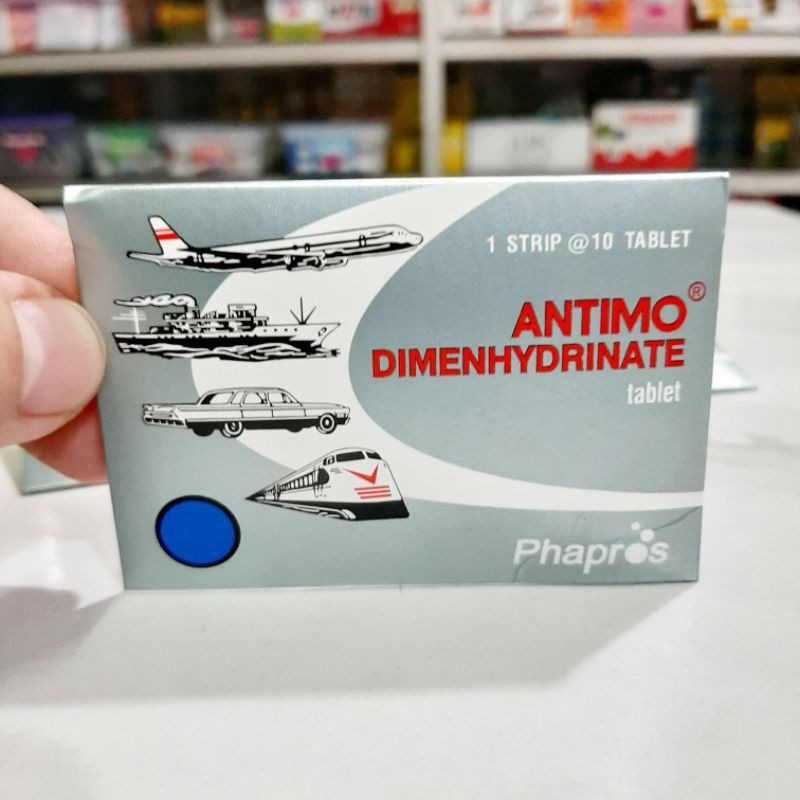 1 STRIP @10 TABLET
ANTIMO®
DIMENHYDRINATE
tablet
Phapros